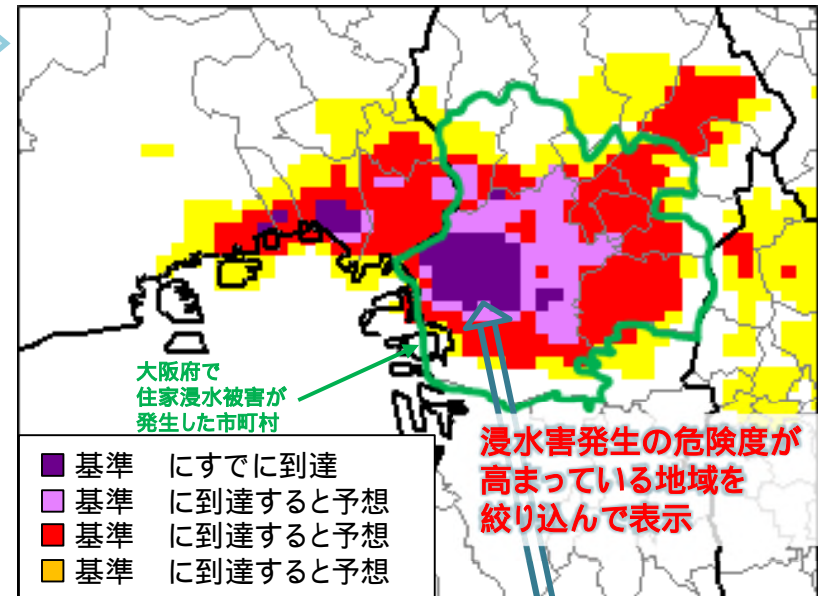 大阪府で
住家浸水被害が
発生した市町村
浸水害発生の危険度が
高まっている地域を
絞り込んで表示
基準　にすでに到達
基準　に到達すると予想
基準　に到達すると予想
基準　に到達すると予想